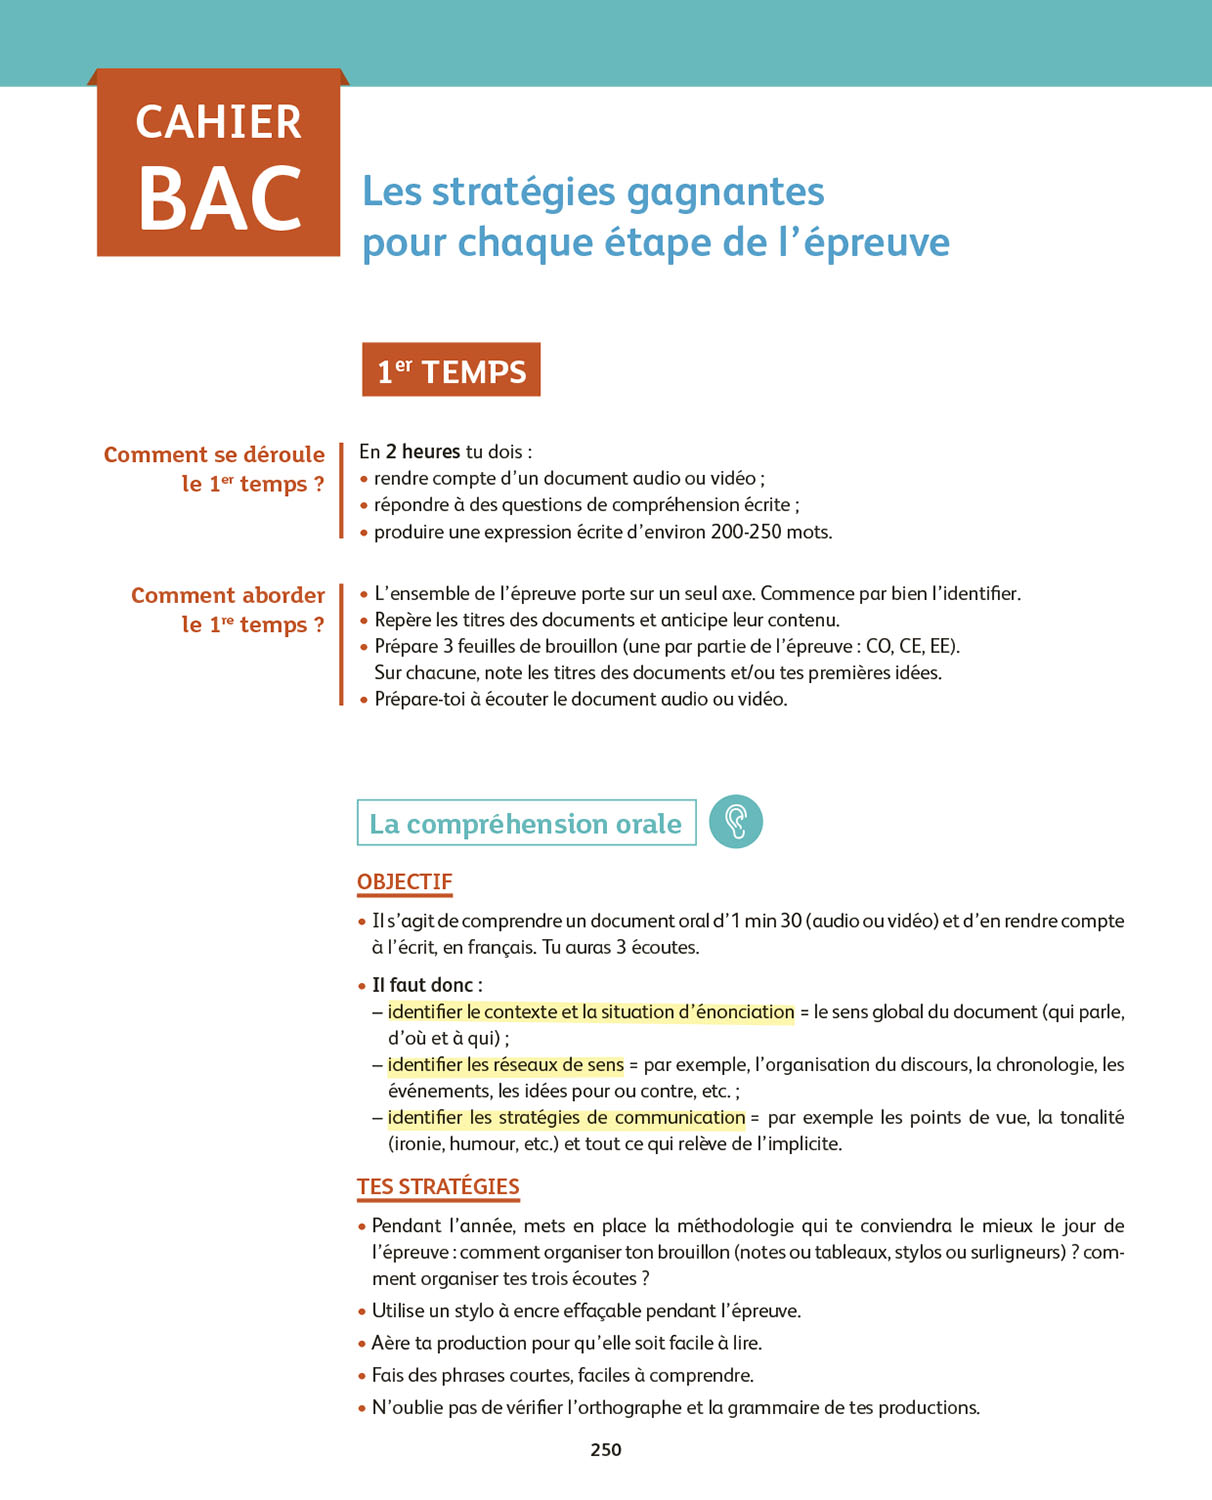 CAHIER
BAC
Les stratégies gagnantes
pour chaque étape de l’épreuve
1er TEMPS
Comment se déroule
le 1er temps ?
En 2 heures tu dois :
• rendre compte d’un document audio ou vidéo ;
• répondre à des questions de compréhension écrite ;
• produire une expression écrite d’environ 200-250 mots.
Comment aborder
le 1re temps ?
• L’ensemble de l’épreuve porte sur un seul axe. Commence par bien l’identifier.
• Repère les titres des documents et anticipe leur contenu.
• Prépare 3 feuilles de brouillon (une par partie de l’épreuve : CO, CE, EE).
Sur chacune, note les titres des documents et/ou tes premières idées.
• Prépare-toi à écouter le document audio ou vidéo.
La compréhension orale
OBJECTIF
• Il s’agit de comprendre un document oral d’1 min 30 (audio ou vidéo) et d’en rendre compte
à l’écrit, en français. Tu auras 3 écoutes.
• Il faut donc :
– identifier le contexte et la situation d’énonciation = le sens global du document (qui parle,
d’où et à qui) ;
– identifier les réseaux de sens = par exemple, l’organisation du discours, la chronologie, les
événements, les idées pour ou contre, etc. ;
– identifier les stratégies de communication = par exemple les points de vue, la tonalité
(ironie, humour, etc.) et tout ce qui relève de l’implicite.
TES STRATÉGIES
• Pendant l’année, mets en place la méthodologie qui te conviendra le mieux le jour de
l’épreuve : comment organiser ton brouillon (notes ou tableaux, stylos ou surligneurs) ? com-
ment organiser tes trois écoutes ?
• Utilise un stylo à encre effaçable pendant l’épreuve.
• Aère ta production pour qu’elle soit facile à lire.
• Fais des phrases courtes, faciles à comprendre.
• N’oublie pas de vérifier l’orthographe et la grammaire de tes productions.
250